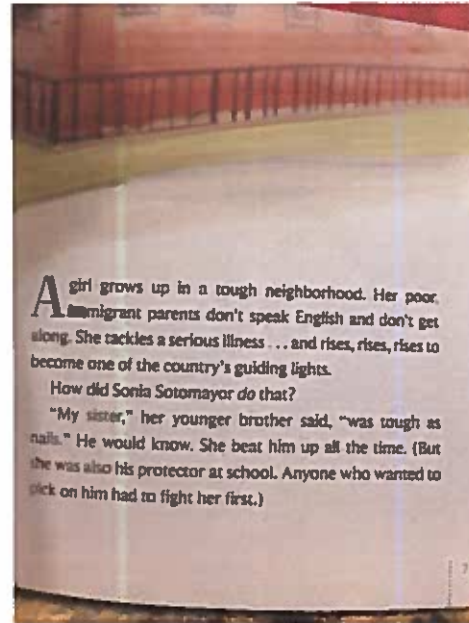 A girl grows up in a tough neighborhood. Her poor,
immigrant parents don't speak English and don't get
along. She tackles a serious illness ... and rises, rises, rises to
become one of the country's guiding lights.
How did Sonia Sotomayor do that?
"My sister," her younger brother said, "was tough as
nails." He would know. She beat him up all the time. (But
she was also his protector at school. Anyone who wanted to
pick on him had to fight her first.)
7